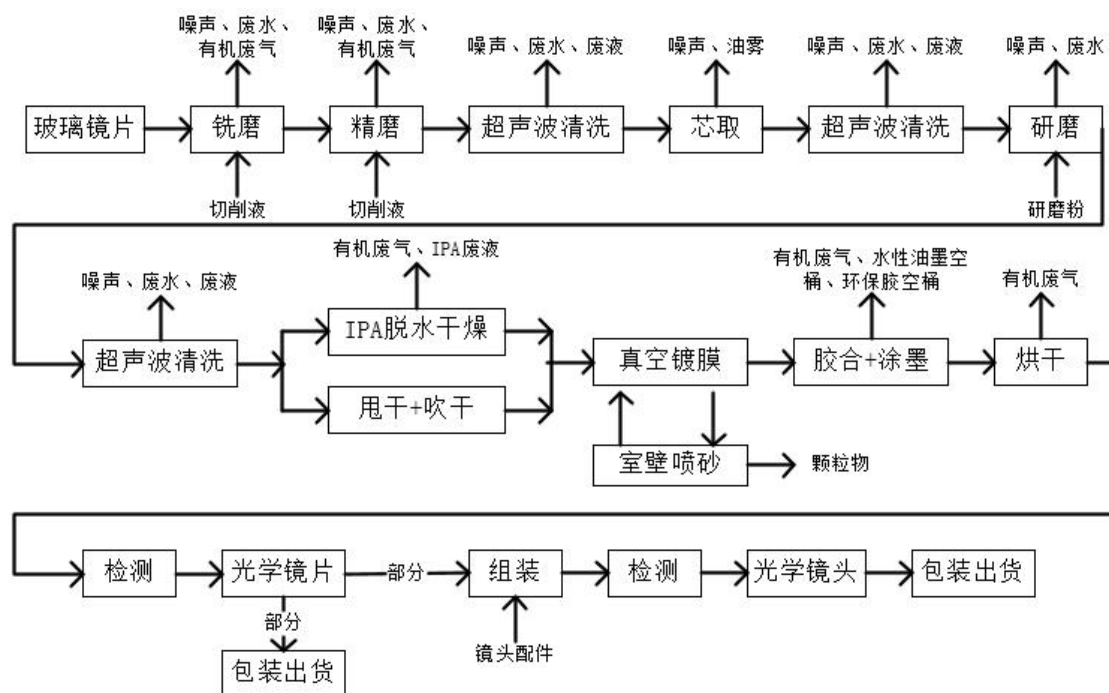 噪声、废水、
有机废气
噪声、废水、
有机废气
噪声、废水、废液
噪声、油雾
噪声、废水、废液
噪声、废水
玻璃镜片
铣磨
精磨
超声波清洗
芯取
超声波清洗
研磨
切削液
切削液
研磨粉
有机废气、IPA废液
有机废气、水性油墨空
桶、环保胶空桶
有机废气
噪声、废水、废液
超声波清洗
IPA脱水干燥
甩干+吹干
真空镀膜
胶合+涂墨
烘干
室壁喷砂
颗粒物
检测
光学镜片
部分
组装
检测
光学镜头
包装出货
部分
包装出货
镜头配件